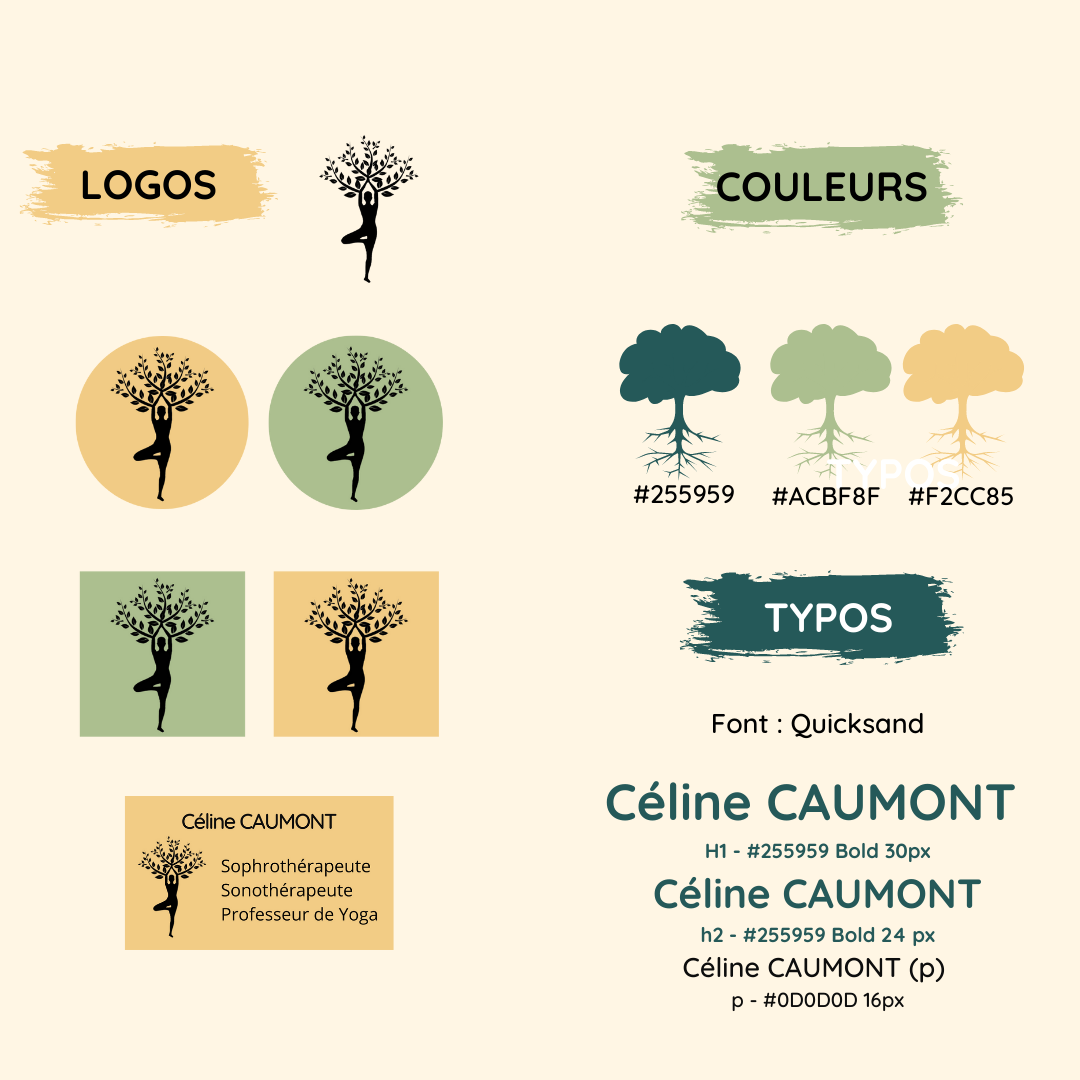 LOGOS
COULEURS
TYPOS
#255959
#ACBF8F
#F2CC85
TYPOS
Font : Quicksand
Céline CAUMONT
H1 - #255959 Bold 30px
Céline CAUMONT
h2 - #255959 Bold 24 px
Céline CAUMONT (p)
p - #0D0D0D 16px
Céline CAUMONT
Sophrothérapeute
Sonothérapeute
Professeur de Yoga